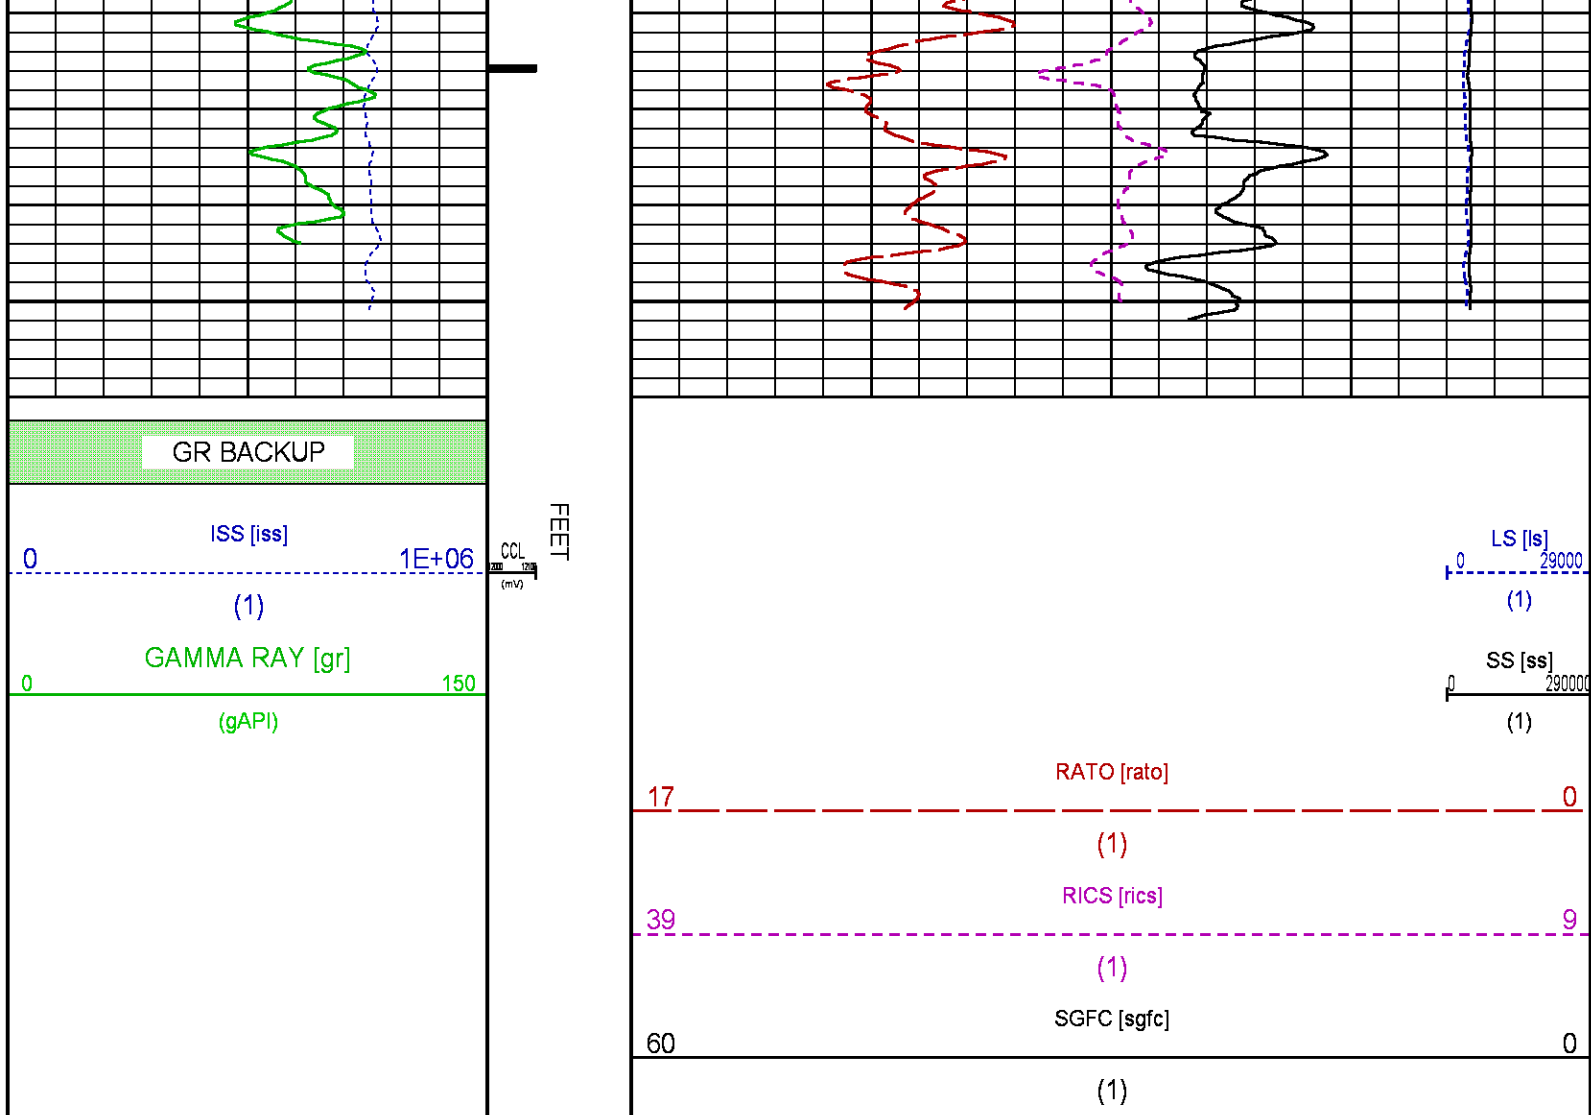 GR BACKUP
FEET
ISS [iss]
0 1E+06
(1)
CCL
(mV)
GAMMA RAY [gr]
0 150
(gAPI)
LS [ls]
0 29000
(1)
SS [ss]
0 290000
(1)
RATO [rato]
17 0
(1)
RICS [rics]
39 9
(1)
SGFC [sgfc]
60 0
(1)